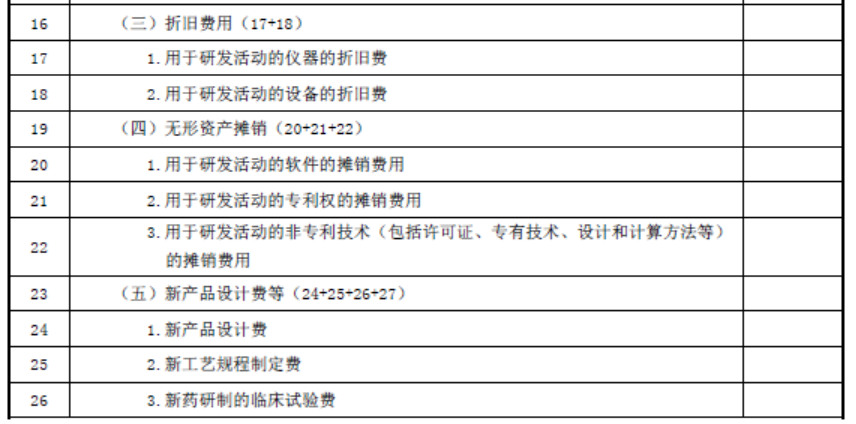 16 （三）折旧费用（17+18）
17 1.用于研发活动的仪器的折旧费
18 2.用于研发活动的设备的折旧费
19 （四）无形资产摊销（20+21+22）
20 1.用于研发活动的软件的摊销费用
21 2.用于研发活动的专利权的摊销费用
22 3.用于研发活动的非专利技术（包括许可证、专有技术、设计和计算方法等）
的摊销费用
23 （五）新产品设计费等（24+25+26+27）
24 1.新产品设计费
25 2.新工艺规程制定费
26 3.新药研制的临床试验费